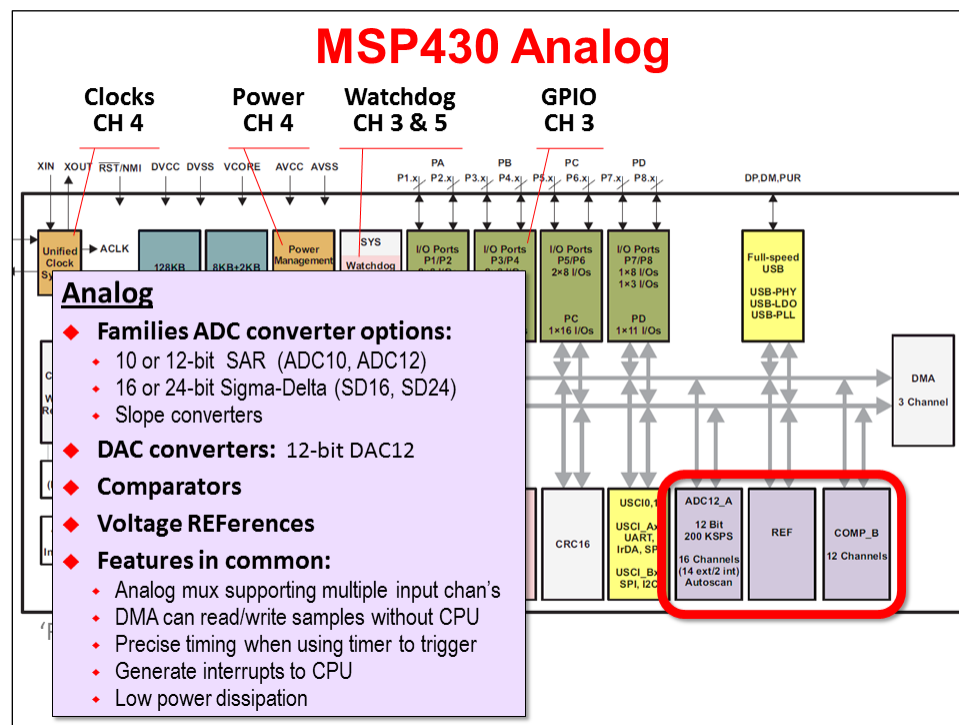 MSP430 Analog
Clocks
CH 4
Power
CH 4
Watchdog
CH 3 & 5
GPIO
CH 3
XIN XOUT RST/NMI DVCC DVSS VCORE AVCC AVSS
PA PB PC PD
P1.x P2.x P3.x P4.x P5.x P6.x P7.x P8.x
DP,DM,PUR
Unified
Clock
ACLK
128KB
8KB+2KB
Power
Management
SYS
Watchdog
I/O Ports
P1/P2
I/O Ports
P3/P4
I/O Ports
P5/P6
2×8 I/Os
PC
1×16 I/Os
I/O Ports
P7/P8
1×8 I/Os
1×3 I/Os
PD
1×11 I/Os
Full-speed
USB
USB-PHY
USB-LDO
USB-PLL
DMA
3 Channel
Analog
Families ADC converter options:
10 or 12-bit SAR (ADC10, ADC12)
16 or 24-bit Sigma-Delta (SD16, SD24)
Slope converters
DAC converters: 12-bit DAC12
Comparators
Voltage REFerences
Features in common:
Analog mux supporting multiple input chan's
DMA can read/write samples without CPU
Precise timing when using timer to trigger
Generate interrupts to CPU
Low power dissipation
CRC16
USCI0,1
USCI_Ax
UART,
IrDA, SP
USCI_Bx
SPI, I2C
ADC12_A
12 Bit
200 KSPS
16 Channels
(14 ext/2 int)
Autoscan
REF
COMP_B
12 Channels